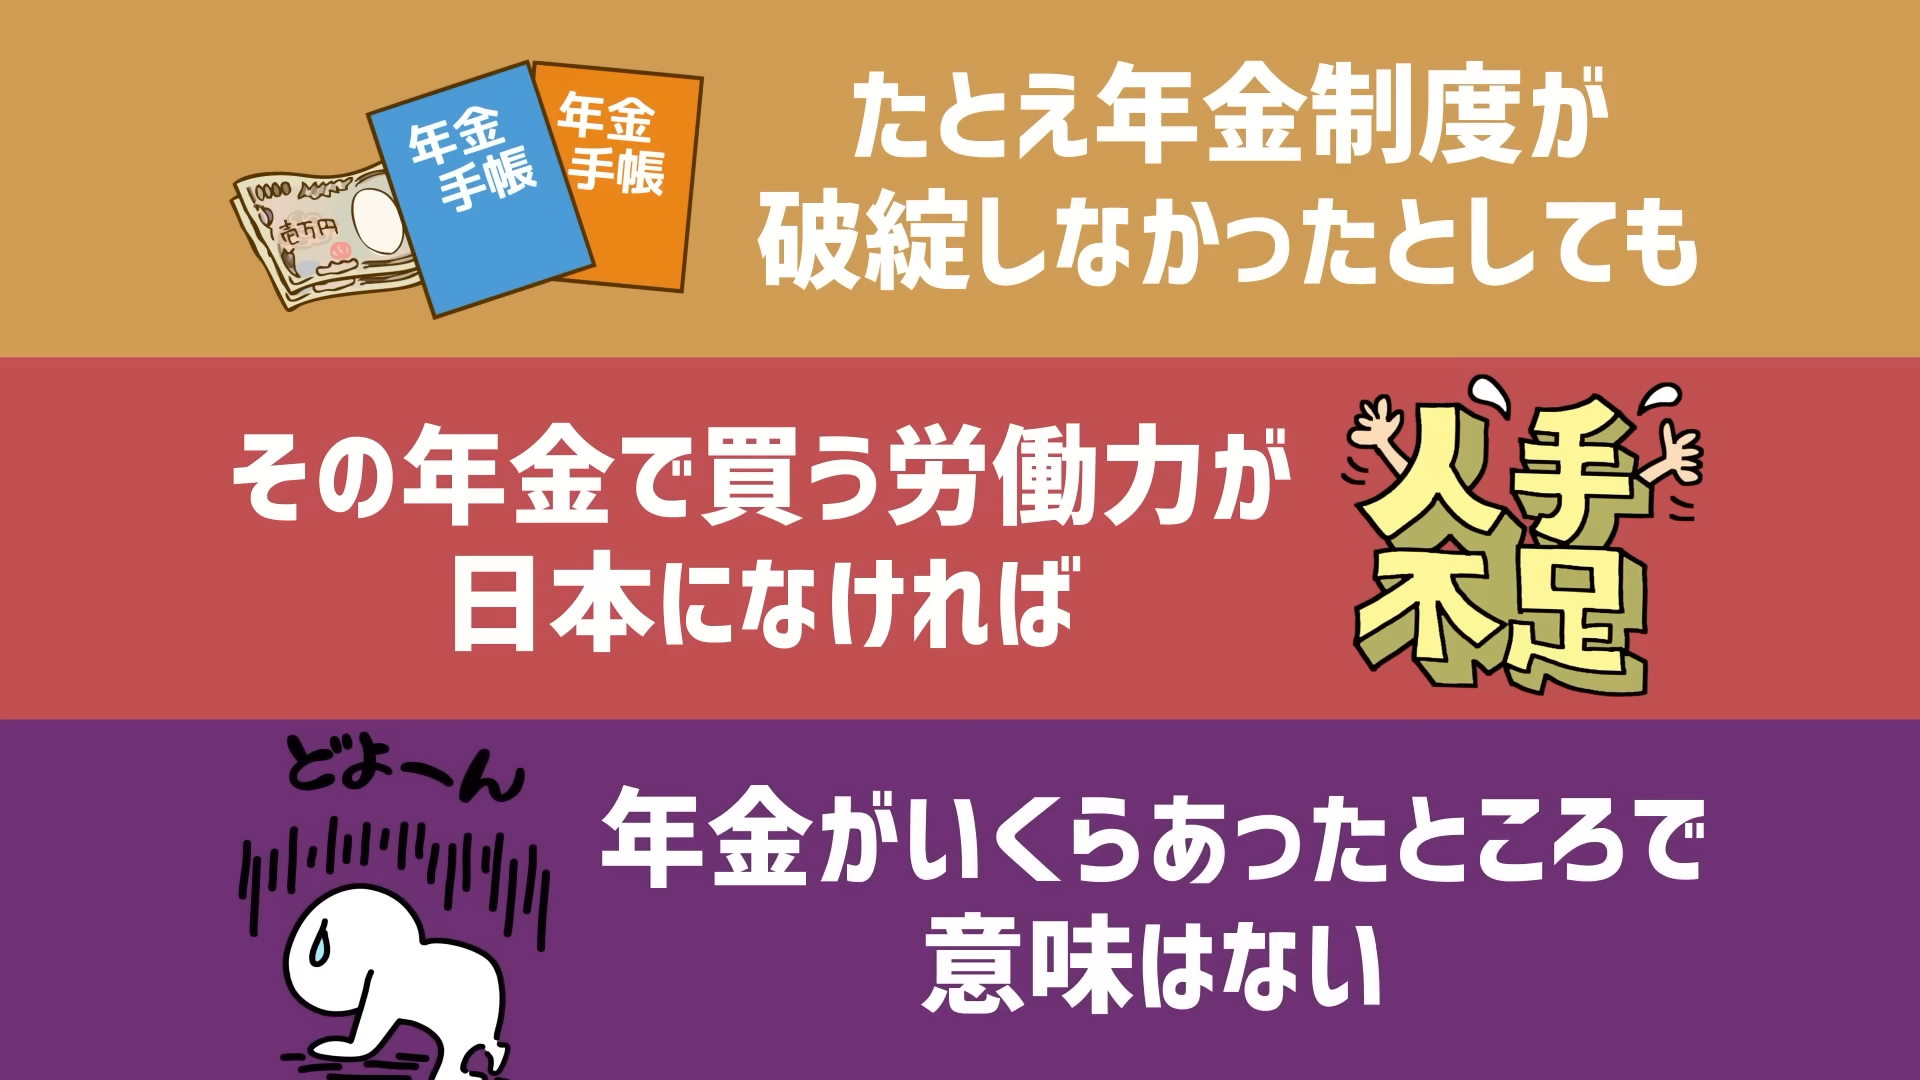 年金
手帳
年金
手帳
壱万円
たとえ年金制度が
破綻しなかったとしても
その年金で買う労働力が
日本になければ
人手
不足
どよーん
年金がいくらあったところで
意味はない